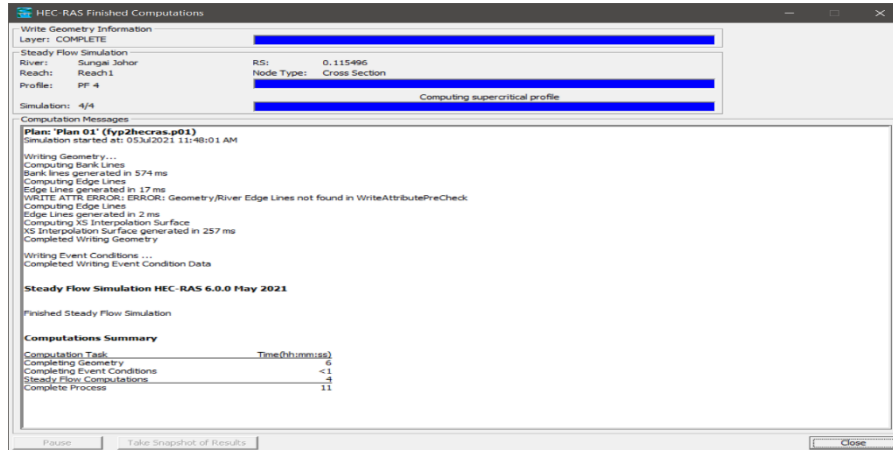 HEC-RAS Finished Computations
Write Geometry Information
Layer: COMPLETE
Steady Flow Simulation
River: Sungai Johor RS: 0.115496
Reach: Reach1 Node Type: Cross Section
Profile: PF 4
Computing supercritical profile
Simulation: 4/4
Computation Messages
Plan: 'Plan 01' (fyp2hecras.p01)
Simulation started at: 05Jul2021 11:48:01 AM
Writing Geometry...
Computing Bank Lines
Bank lines generated in 574 ms
Computing Edge Lines
Edge Lines generated in 17 ms
WRITE ATTR ERROR: ERROR: Geometry/River Edge Lines not found in WriteAttributePreCheck
Computing Edge Lines
Edge Lines generated in 2 ms
Computing XS Interpolation Surface
XS Interpolation Surface generated in 257 ms
Completed Writing Geometry
Writing Event Conditions ...
Completed Writing Event Condition Data
Steady Flow Simulation HEC-RAS 6.0.0 May 2021
Finished Steady Flow Simulation
Computations Summary
Computation Task Time(hh:mm:ss)
Completing Geometry 6
Completing Event Conditions <1
Steady Flow Computations 4
Complete Process 11
Pause Take Snapshot of Results Close